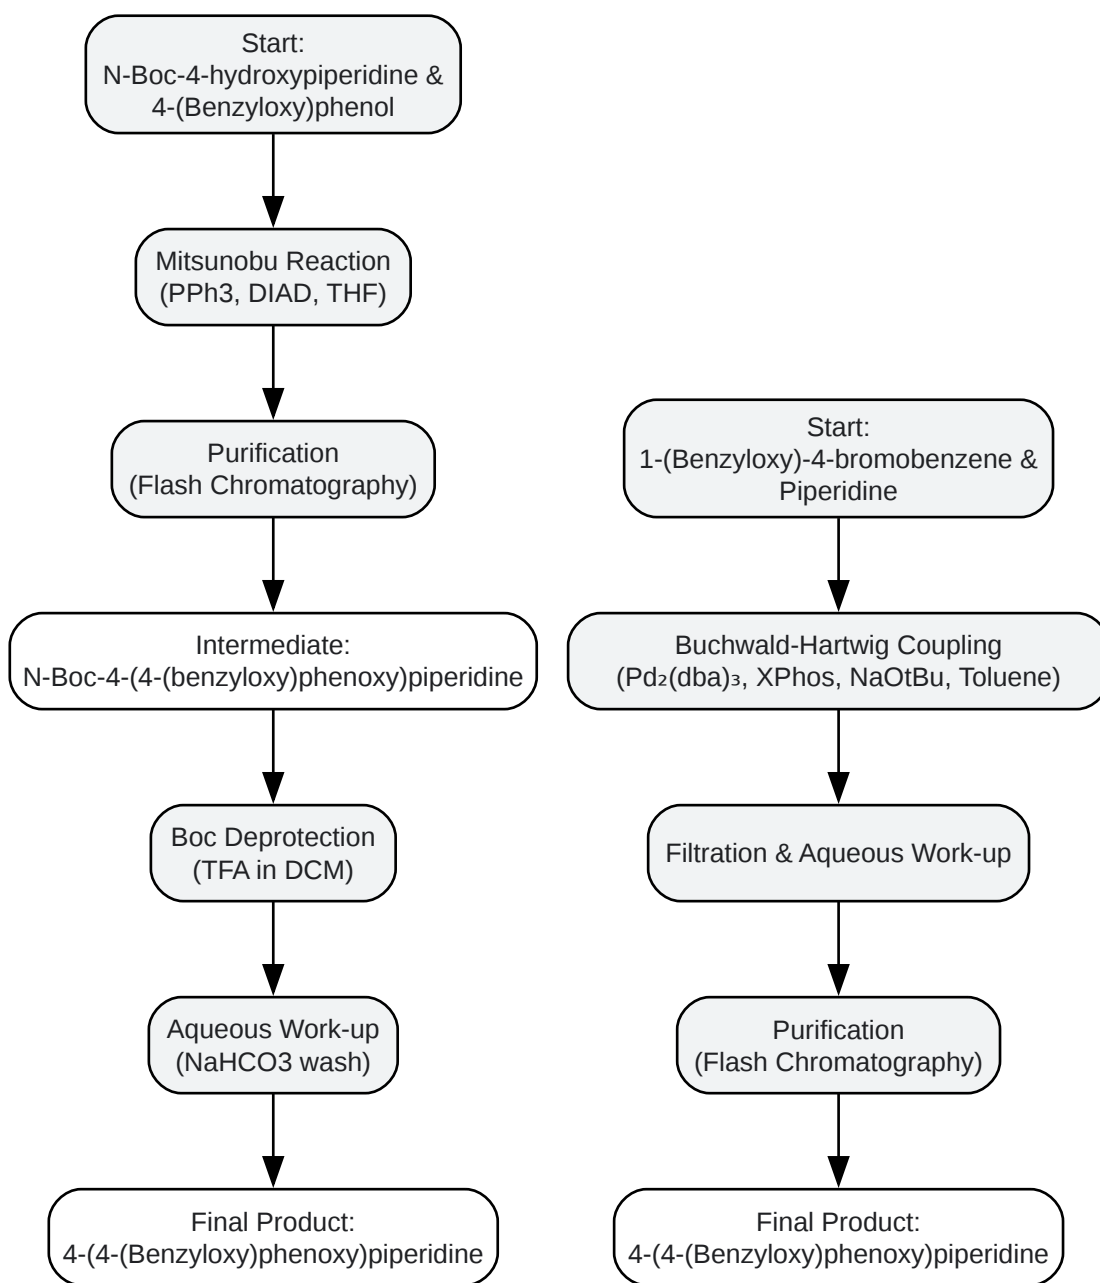 Start:
N-Boc-4-hydroxypiperidine &
4-(Benzyloxy)phenol
Mitsunobu Reaction
(PPh3, DIAD, THF)
Purification
(Flash Chromatography)
Intermediate:
N-Boc-4-(4-(benzyloxy)phenoxy)piperidine
Boc Deprotection
(TFA in DCM)
Aqueous Work-up
(NaHCO3 wash)
Final Product:
4-(4-(Benzyloxy)phenoxy)piperidine
Start:
1-(Benzyloxy)-4-bromobenzene &
Piperidine
Buchwald-Hartwig Coupling
(Pd₂(dba)₃, XPhos, NaOtBu, Toluene)
Filtration & Aqueous Work-up
Purification
(Flash Chromatography)
Final Product:
4-(4-(Benzyloxy)phenoxy)piperidine